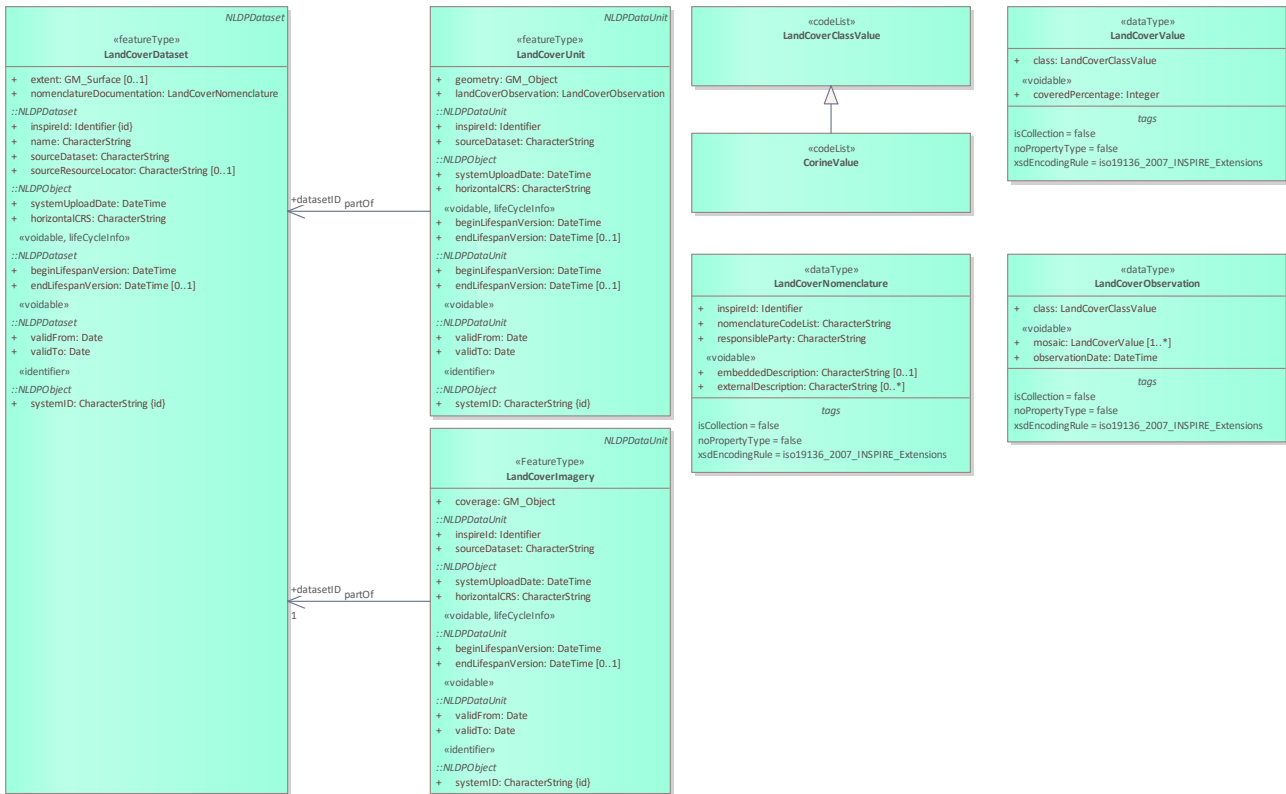 NLDPDataset
«featureType»
LandCoverDataset
+ extent: GM_Surface [0..1]
+ nomenclatureDocumentation: LandCoverNomenclature
::NLDPDataset
+ inspireId: Identifier {id}
+ name: CharacterString
+ sourceDataset: CharacterString
+ sourceResourceLocator: CharacterString [0..1]
::NLDPObject
+ systemUploadDate: DateTime
+ horizontalCRS: CharacterString
«voidable, lifeCycleInfo»
::NLDPDataset
+ beginLifespanVersion: DateTime
+ endLifespanVersion: DateTime [0..1]
«voidable»
::NLDPDataset
+ validFrom: Date
+ validTo: Date
«identifier»
::NLDPObject
+ systemID: CharacterString {id}
+datasetID
partOf
+datasetID
partOf
1
NLDPDataUnit
«featureType»
LandCoverUnit
+ geometry: GM_Object
+ landCoverObservation: LandCoverObservation
::NLDPDataUnit
+ inspireId: Identifier
+ sourceDataset: CharacterString
::NLDPObject
+ systemUploadDate: DateTime
+ horizontalCRS: CharacterString
«voidable, lifeCycleInfo»
+ beginLifespanVersion: DateTime
+ endLifespanVersion: DateTime [0..1]
::NLDPDataUnit
+ beginLifespanVersion: DateTime
+ endLifespanVersion: DateTime [0..1]
«voidable»
::NLDPDataUnit
+ validFrom: Date
+ validTo: Date
«identifier»
::NLDPObject
+ systemID: CharacterString {id}
NLDPDataUnit
«FeatureType»
LandCoverImagery
+ coverage: GM_Object
::NLDPDataUnit
+ inspireId: Identifier
+ sourceDataset: CharacterString
::NLDPObject
+ systemUploadDate: DateTime
+ horizontalCRS: CharacterString
«voidable, lifeCycleInfo»
::NLDPDataUnit
+ beginLifespanVersion: DateTime
+ endLifespanVersion: DateTime [0..1]
«voidable»
::NLDPDataUnit
+ validFrom: Date
+ validTo: Date
«identifier»
::NLDPObject
+ systemID: CharacterString {id}
«codeList»
LandCoverClassValue
«codeList»
CorineValue
«dataType»
LandCoverValue
+ class: LandCoverClassValue
«voidable»
+ coveredPercentage: Integer
tags
isCollection = false
noPropertyType = false
xsdEncodingRule = iso19136_2007_INSPIRE_Extensions
«dataType»
LandCoverNomenclature
+ inspireId: Identifier
+ nomenclatureCodeList: CharacterString
+ responsibleParty: CharacterString
«voidable»
+ embeddedDescription: CharacterString [0..1]
+ externalDescription: CharacterString [0..*]
tags
isCollection = false
noPropertyType = false
xsdEncodingRule = iso19136_2007_INSPIRE_Extensions
«dataType»
LandCoverObservation
+ class: LandCoverClassValue
«voidable»
+ mosaic: LandCoverValue [1..*]
+ observationDate: DateTime
tags
isCollection = false
noPropertyType = false
xsdEncodingRule = iso19136_2007_INSPIRE_Extensions